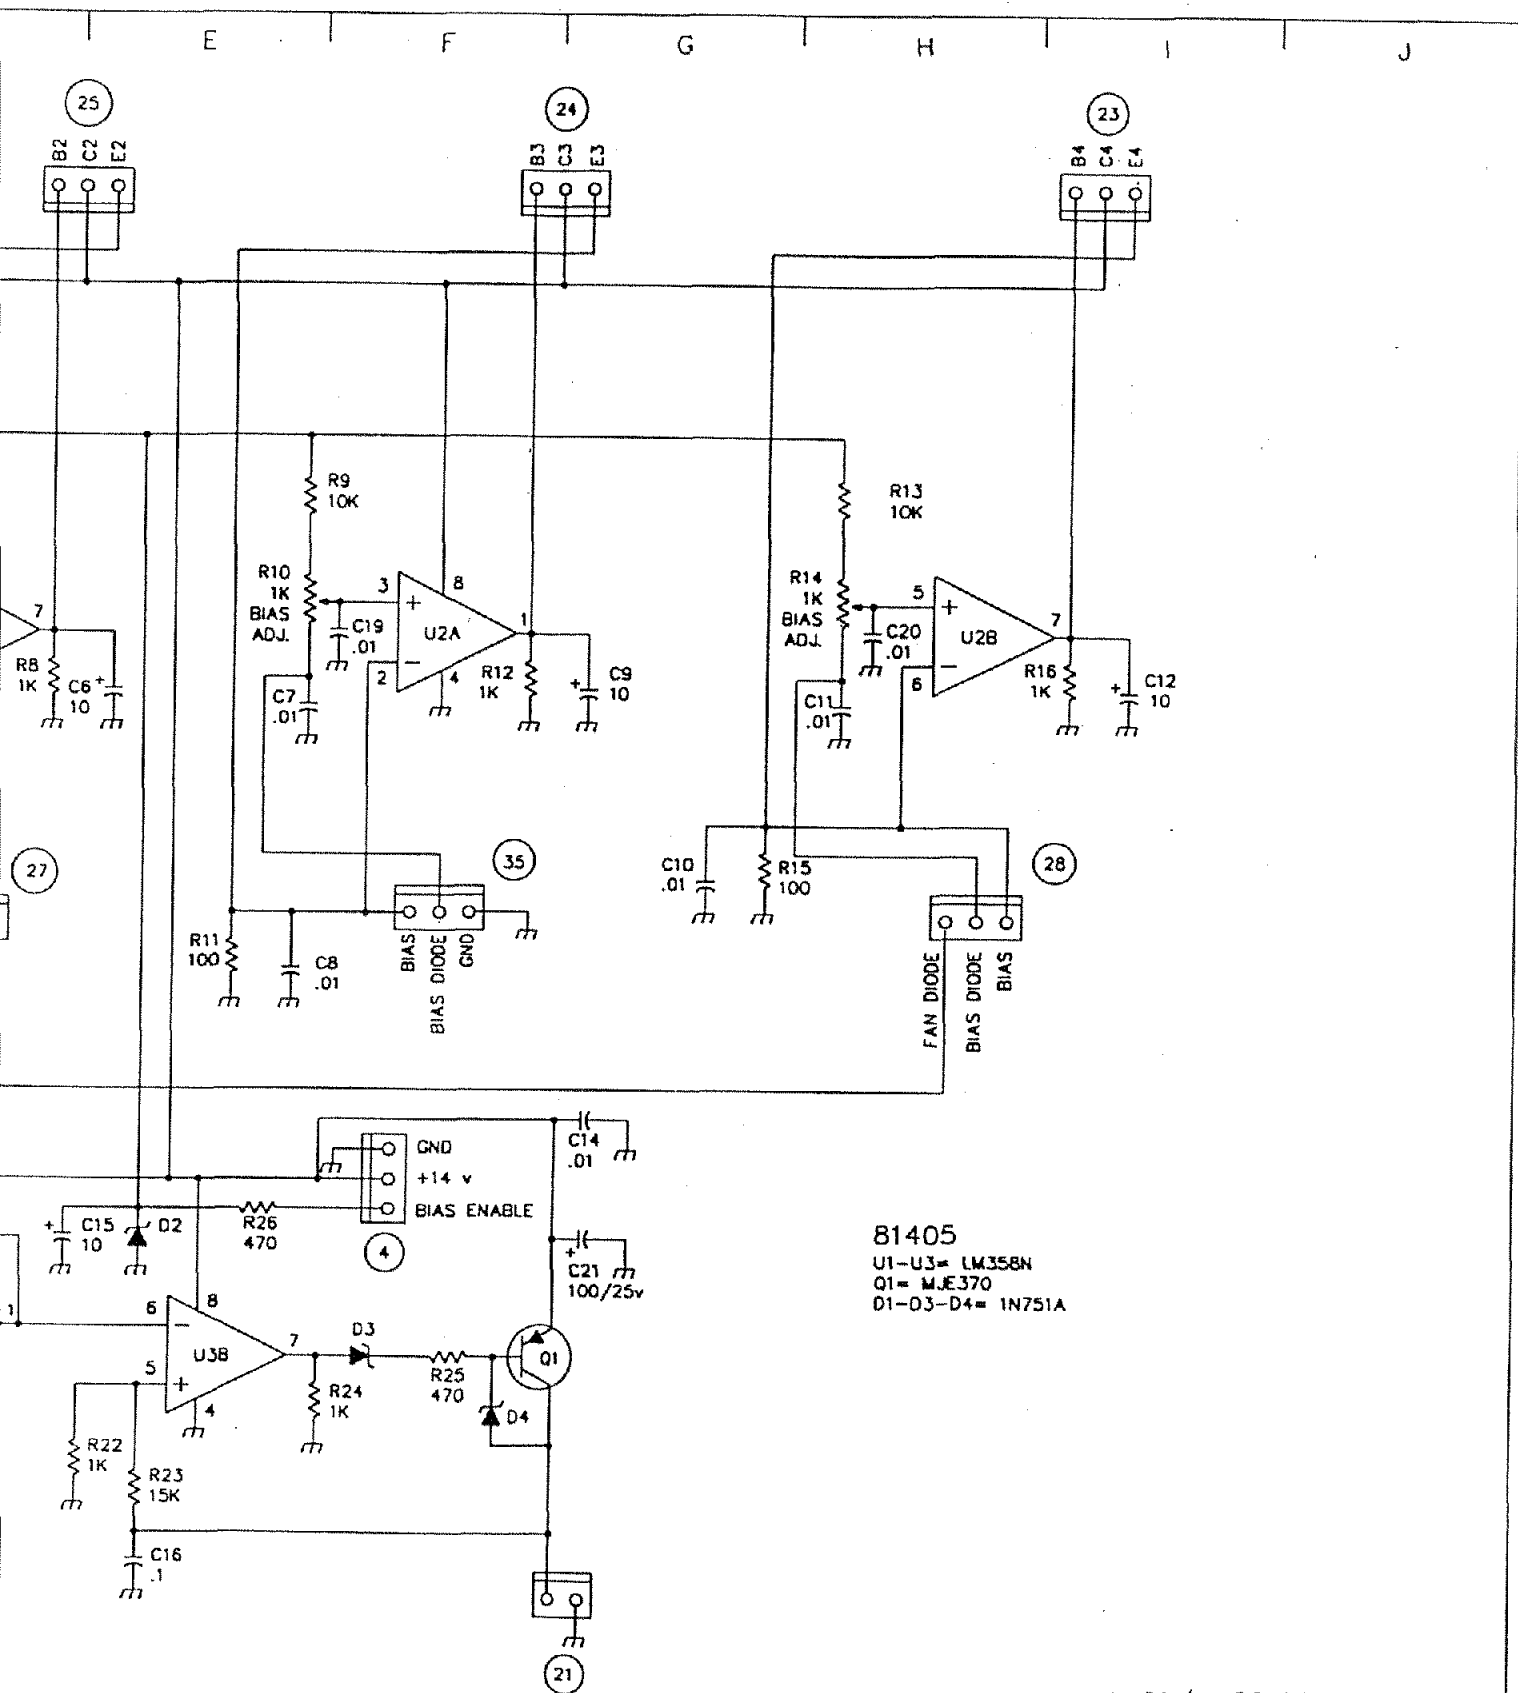 E F G H I J
25 24 23
B2 C2 E2
B3 C3 E3
B4 C4 E4
R9
10K
R13
10K
R10
1K
BIAS
ADJ.
3
8
C19
.01
U2A
1
2
4
R12
1K
C9
+
10
C7
.01
R14
1K
BIAS
ADJ.
5
C20
.01
U2B
7
6
R16
1K
C12
+
10
C11
.01
7
R8
1K
C6
+
10
27
35
28
C10
.01
R15
100
R11
100
C8
.01
BIAS
BIAS DIODE
GND
FAN DIODE
BIAS DIODE
BIAS
GND
+14 v
BIAS ENABLE
4
C14
.01
+
C15
10
D2
R26
470
+
C21
100/25v
81405
U1-U3= LM358N
Q1= MJE370
D1-D3-D4= 1N751A
1
6
8
U3B
7
5
4
D3
R25
470
Q1
R24
1K
D4
R22
1K
R23
15K
C16
.1
21